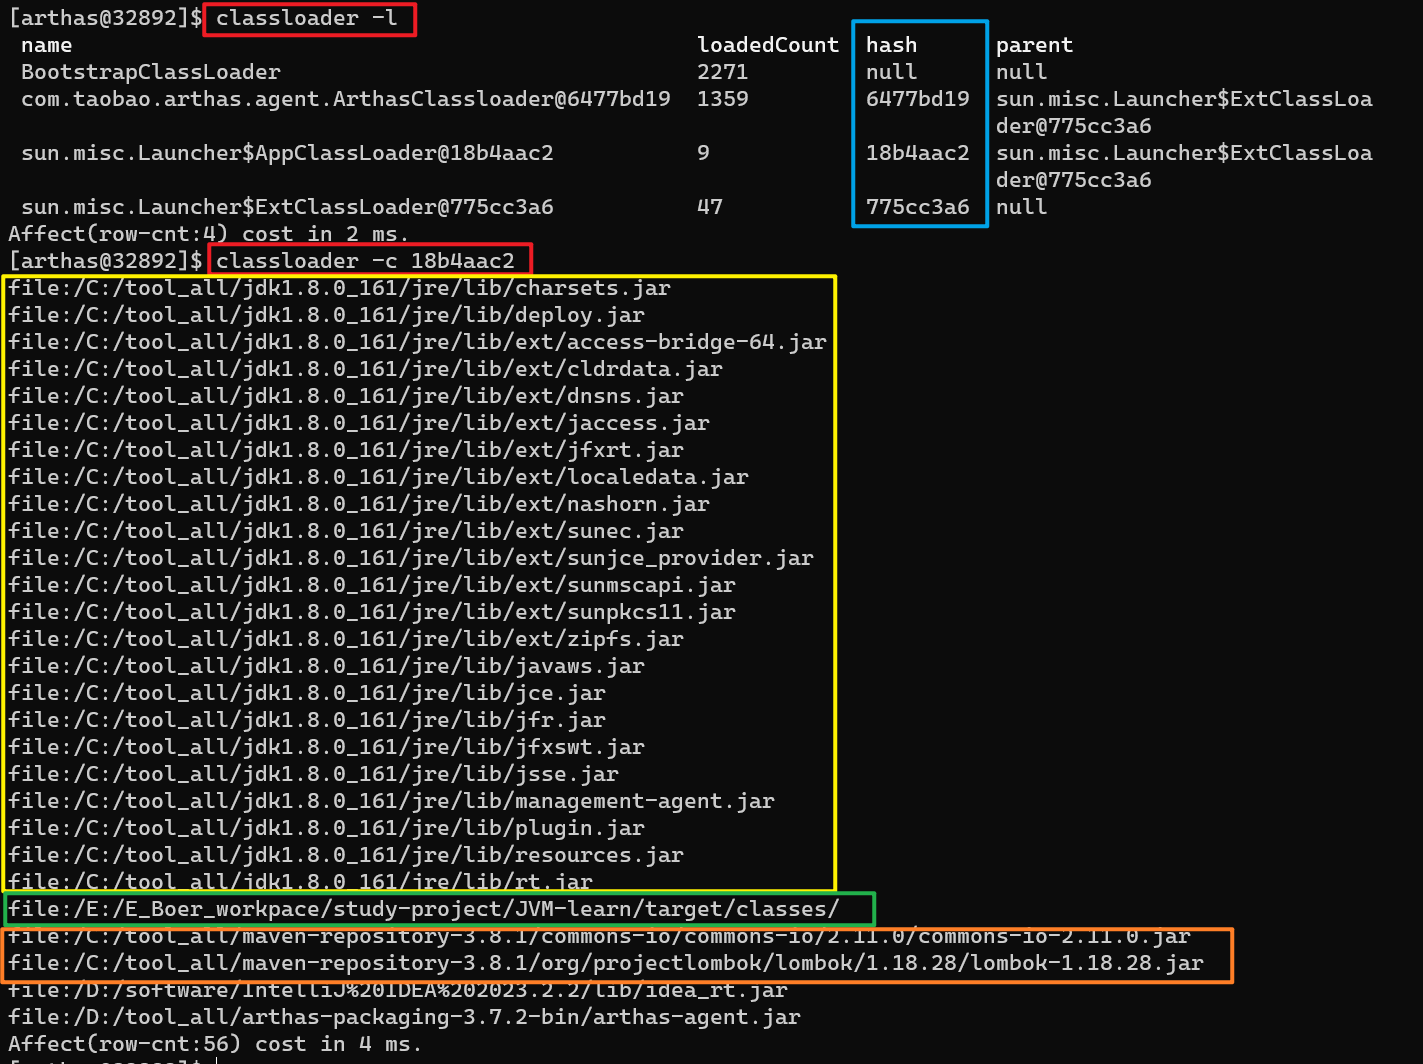 [arthas@32892]$ classloader -l
name loadedCount hash parent
BootstrapClassLoader 2271 null null
com.taobao.arthas.agent.ArthasClassloader@6477bd19 1359 6477bd19 sun.misc.Launcher$ExtClassLoa
der@775cc3a6
sun.misc.Launcher$AppClassLoader@18b4aac2 9 18b4aac2 sun.misc.Launcher$ExtClassLoa
der@775cc3a6
sun.misc.Launcher$ExtClassLoader@775cc3a6 47 775cc3a6 null
Affect(row-cnt:4) cost in 2 ms.
[arthas@32892]$ classloader -c 18b4aac2
file:/C:/tool_all/jdk1.8.0_161/jre/lib/charsets.jar
file:/C:/tool_all/jdk1.8.0_161/jre/lib/deploy.jar
file:/C:/tool_all/jdk1.8.0_161/jre/lib/ext/access-bridge-64.jar
file:/C:/tool_all/jdk1.8.0_161/jre/lib/ext/cldrdata.jar
file:/C:/tool_all/jdk1.8.0_161/jre/lib/ext/dnsns.jar
file:/C:/tool_all/jdk1.8.0_161/jre/lib/ext/jaccess.jar
file:/C:/tool_all/jdk1.8.0_161/jre/lib/ext/jfxrt.jar
file:/C:/tool_all/jdk1.8.0_161/jre/lib/ext/localedata.jar
file:/C:/tool_all/jdk1.8.0_161/jre/lib/ext/nashorn.jar
file:/C:/tool_all/jdk1.8.0_161/jre/lib/ext/sunec.jar
file:/C:/tool_all/jdk1.8.0_161/jre/lib/ext/sunjce_provider.jar
file:/C:/tool_all/jdk1.8.0_161/jre/lib/ext/sunmscapi.jar
file:/C:/tool_all/jdk1.8.0_161/jre/lib/ext/sunpkcs11.jar
file:/C:/tool_all/jdk1.8.0_161/jre/lib/ext/zipfs.jar
file:/C:/tool_all/jdk1.8.0_161/jre/lib/javaws.jar
file:/C:/tool_all/jdk1.8.0_161/jre/lib/jce.jar
file:/C:/tool_all/jdk1.8.0_161/jre/lib/jfr.jar
file:/C:/tool_all/jdk1.8.0_161/jre/lib/jfxswt.jar
file:/C:/tool_all/jdk1.8.0_161/jre/lib/jsse.jar
file:/C:/tool_all/jdk1.8.0_161/jre/lib/management-agent.jar
file:/C:/tool_all/jdk1.8.0_161/jre/lib/plugin.jar
file:/C:/tool_all/jdk1.8.0_161/jre/lib/resources.jar
file:/C:/tool_all/jdk1.8.0_161/jre/lib/rt.jar
file:/E:/E_Boer_workpace/study-project/JVM-learn/target/classes/
file:/C:/tool_all/maven-repository-3.8.1/commons-io/commons-io/2.11.0/commons-io-2.11.0.jar
file:/C:/tool_all/maven-repository-3.8.1/org/projectlombok/lombok/1.18.28/lombok-1.18.28.jar
file:/D:/software/IntelliJ%20IDEA%202023.2.2/lib/idea_rt.jar
file:/D:/tool_all/arthas-packaging-3.7.2-bin/arthas-agent.jar
Affect(row-cnt:56) cost in 4 ms.